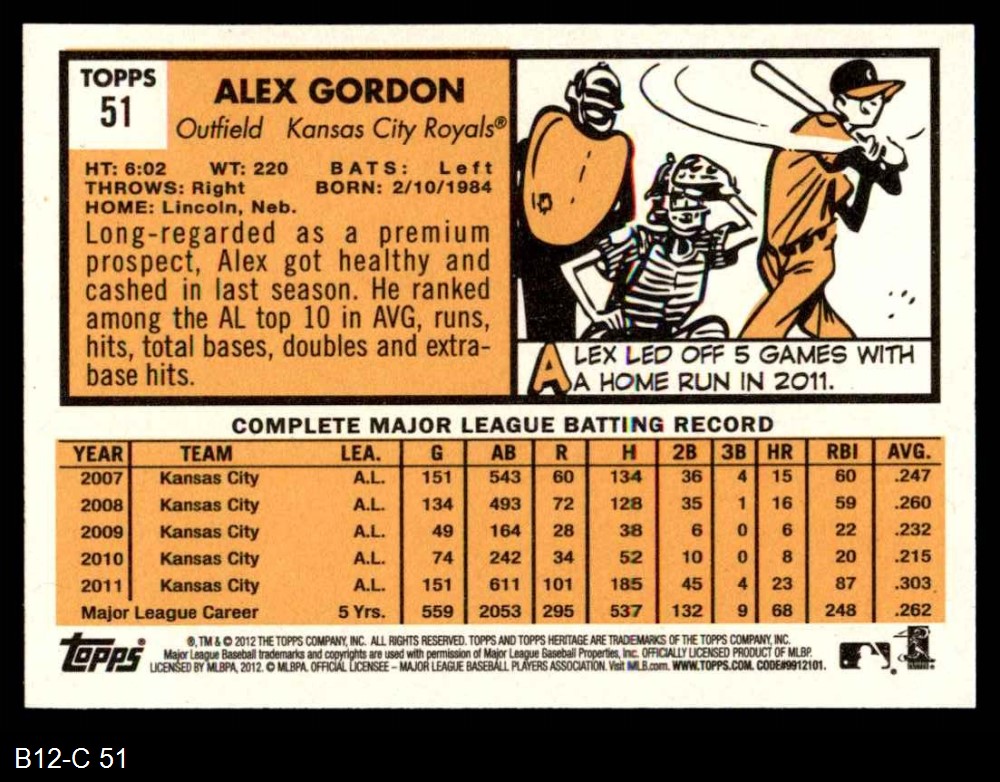 TOPPS
51
ALEX GORDON
Outfield Kansas City Royals®
HT: 6:02 WT: 220 BATS: Left
THROWS: Right BORN: 2/10/1984
HOME: Lincoln, Neb.
Long-regarded as a premium
prospect, Alex got healthy and
cashed in last season. He ranked
among the AL top 10 in AVG, runs,
hits, total bases, doubles and extra-
base hits.
ALEX LED OFF 5 GAMES WITH
A HOME RUN IN 2011.
COMPLETE MAJOR LEAGUE BATTING RECORD
YEAR TEAM LEA. G AB R H 2B 3B HR RBI AVG.
2007 Kansas City A.L. 151 543 60 134 36 4 15 60 .247
2008 Kansas City A.L. 134 493 72 128 35 1 16 59 .260
2009 Kansas City A.L. 49 164 28 38 6 0 6 22 .232
2010 Kansas City A.L. 74 242 34 52 10 0 8 20 .215
2011 Kansas City A.L. 151 611 101 185 45 4 23 87 .303
Major League Career 5 Yrs. 559 2053 295 537 132 9 68 248 .262
Topps®
®, TM & © 2012 THE TOPPS COMPANY, INC. ALL RIGHTS RESERVED. TOPPS AND TOPPS HERITAGE ARE TRADEMARKS OF THE TOPPS COMPANY, INC.
Major League Baseball trademarks and copyrights are used with permission of Major League Baseball Properties, Inc. OFFICIALLY LICENSED PRODUCT OF MLBP.
LICENSED BY MLBPA, 2012. © MLBPA. OFFICIAL LICENSEE – MAJOR LEAGUE BASEBALL PLAYERS ASSOCIATION. Visit MLB.com. WWW.TOPPS.COM. CODE#9912101.
B12-C 51